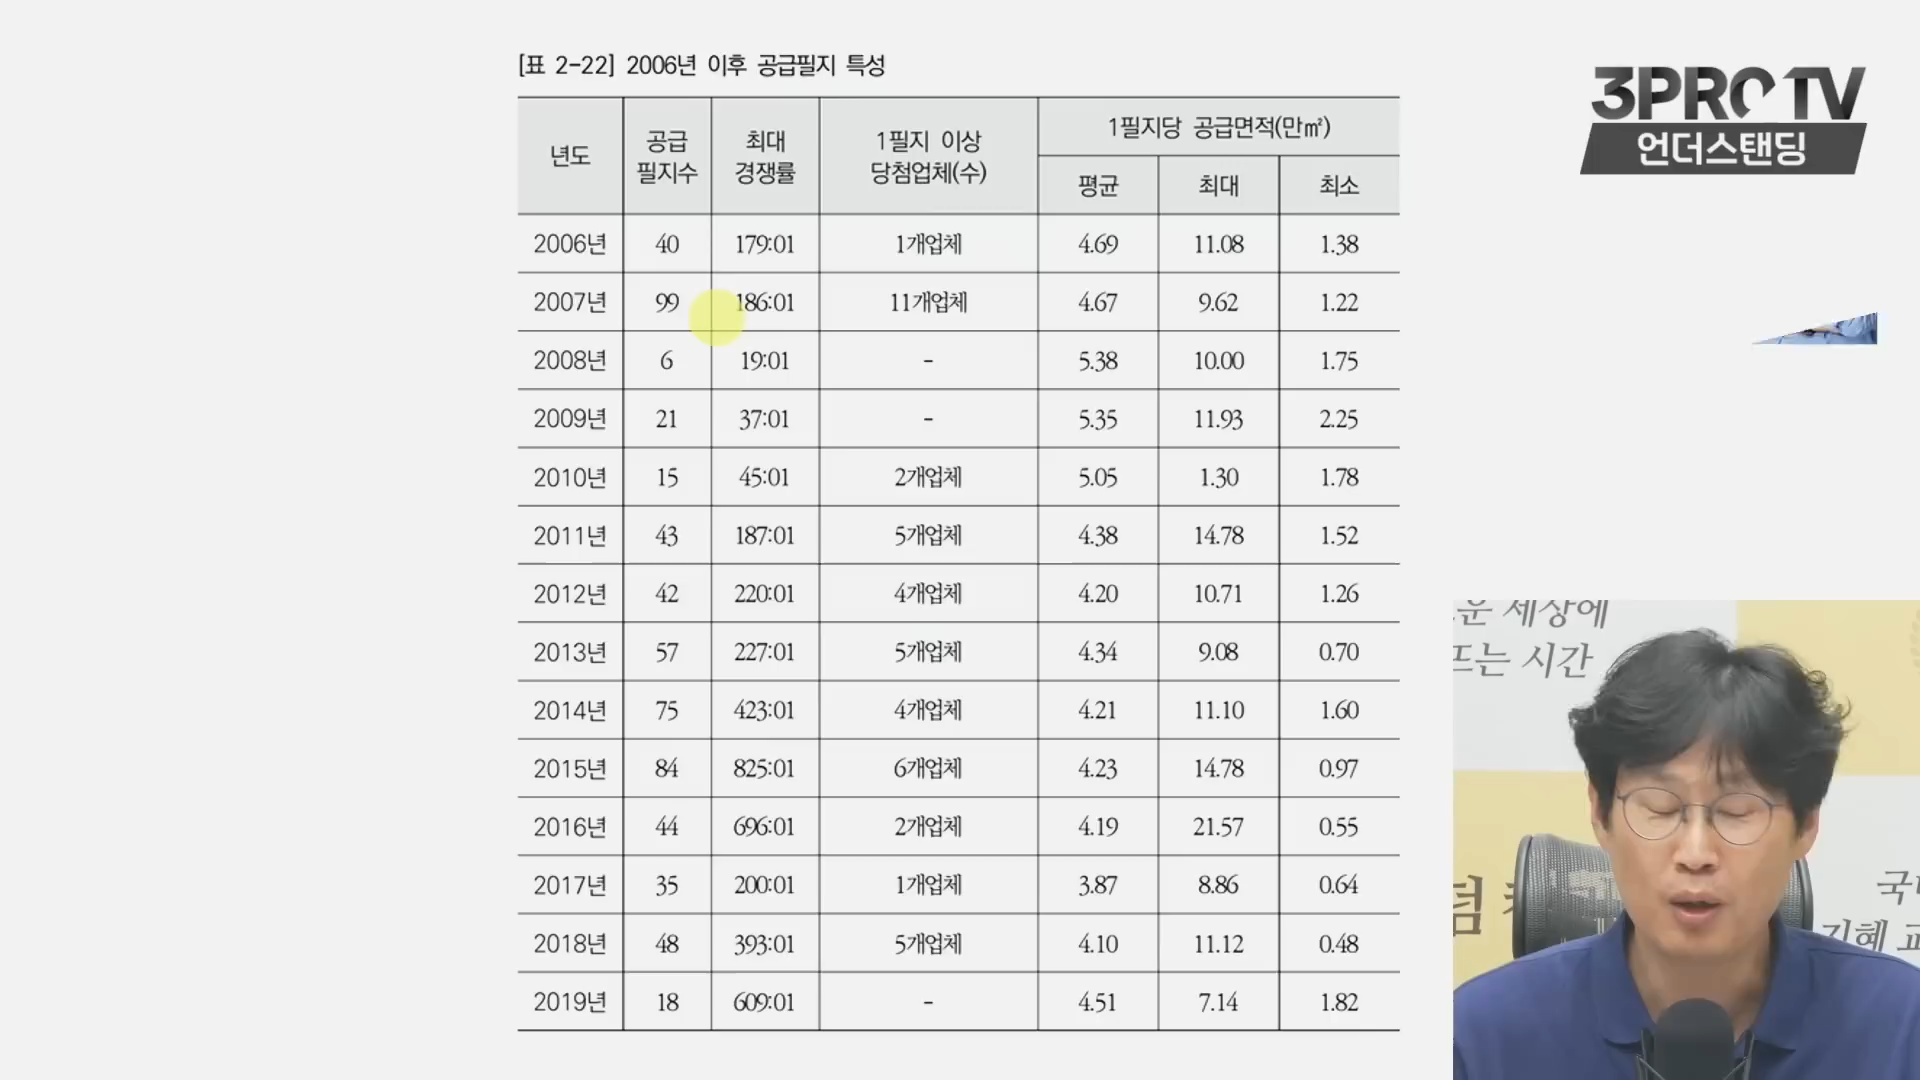 [표 2-22] 2006년 이후 공급필지 특성
3PRO TV
언더스탠딩
년도 공급 필지수 최대 경쟁률 1필지 이상 당첨업체(수) 1필지당 공급면적(만㎡)
평균 최대 최소
2006년 40 179:01 1개업체 4.69 11.08 1.38
2007년 99 186:01 11개업체 4.67 9.62 1.22
2008년 6 19:01 - 5.38 10.00 1.75
2009년 21 37:01 - 5.35 11.93 2.25
2010년 15 45:01 2개업체 5.05 1.30 1.78
2011년 43 187:01 5개업체 4.38 14.78 1.52
2012년 42 220:01 4개업체 4.20 10.71 1.26
2013년 57 227:01 5개업체 4.34 9.08 0.70
2014년 75 423:01 4개업체 4.21 11.10 1.60
2015년 84 825:01 6개업체 4.23 14.78 0.97
2016년 44 696:01 2개업체 4.19 21.57 0.55
2017년 35 200:01 1개업체 3.87 8.86 0.64
2018년 48 393:01 5개업체 4.10 11.12 0.48
2019년 18 609:01 - 4.51 7.14 1.82
세상에
뜨는 시간